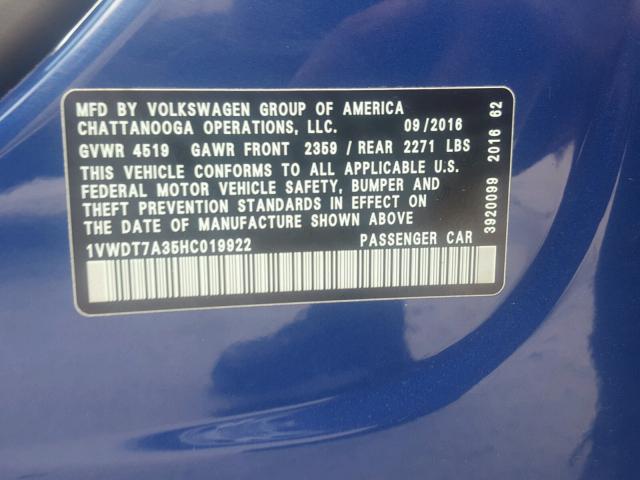 MFD BY VOLKSWAGEN GROUP OF AMERICA
CHATTANOOGA OPERATIONS, LLC. 09/2016
GVWR 4519 GAWR FRONT 2359 / REAR 2271 LBS
THIS VEHICLE CONFORMS TO ALL APPLICABLE U.S.
FEDERAL MOTOR VEHICLE SAFETY, BUMPER AND
THEFT PREVENTION STANDARDS IN EFFECT ON
THE DATE OF MANUFACTURE SHOWN ABOVE
1VWDT7A35HC019922 PASSENGER CAR
3920099 2016 62